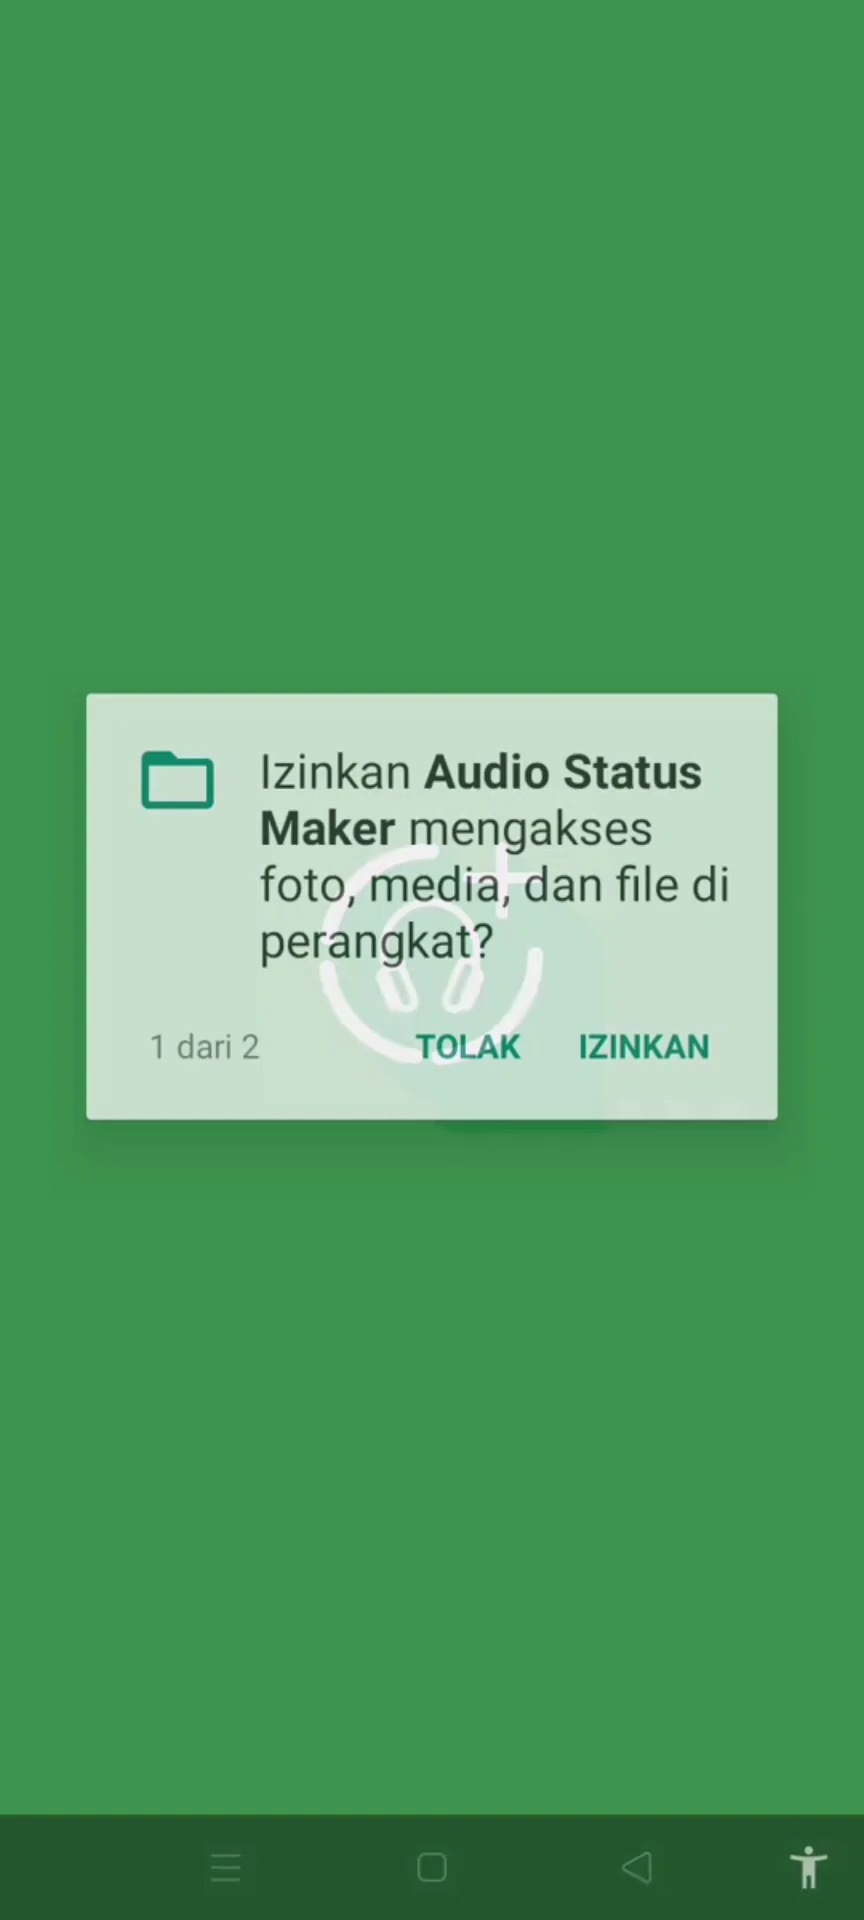 Izinkan Audio Status
Maker mengakses
foto, media, dan file di
perangkat?
1 dari 2
TOLAK
IZINKAN